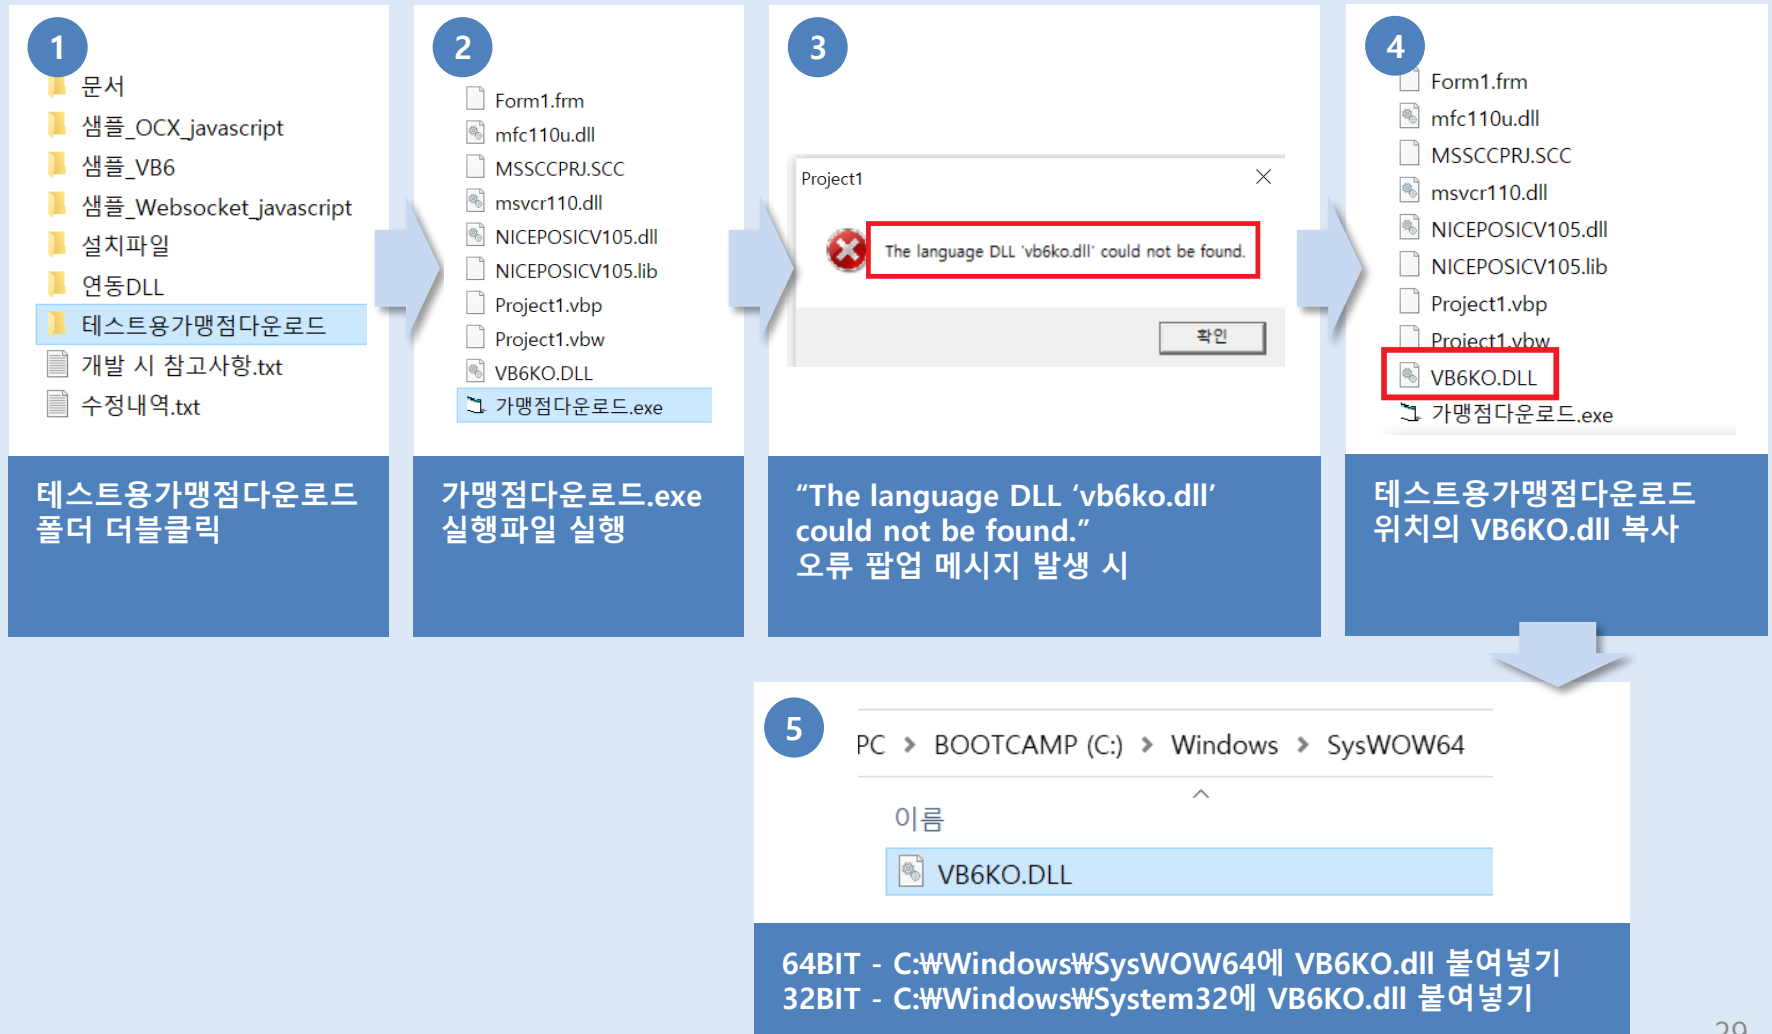 1
문서
샘플_OCX_javascript
샘플_VB6
샘플_Websocket_javascript
설치파일
연동DLL
테스트용가맹점다운로드
개발 시 참고사항.txt
수정내역.txt
테스트용가맹점다운로드
폴더 더블클릭
2
Form1.frm
mfc110u.dll
MSSCCPRJ.SCC
msvcr110.dll
NICEPOSICV105.dll
NICEPOSICV105.lib
Project1.vbp
Project1.vbw
VB6KO.DLL
가맹점다운로드.exe
가맹점다운로드.exe
실행파일 실행
3
Project1
The language DLL 'vb6ko.dll' could not be found.
확인
“The language DLL ‘vb6ko.dll’
could not be found.”
오류 팝업 메시지 발생 시
4
Form1.frm
mfc110u.dll
MSSCCPRJ.SCC
msvcr110.dll
NICEPOSICV105.dll
NICEPOSICV105.lib
Project1.vbp
Project1.vbw
VB6KO.DLL
가맹점다운로드.exe
테스트용가맹점다운로드
위치의 VB6KO.dll 복사
5
PC > BOOTCAMP (C:) > Windows > SysWOW64
이름
VB6KO.DLL
64BIT - C:₩Windows₩SysWOW64에 VB6KO.dll 붙여넣기
32BIT - C:₩Windows₩System32에 VB6KO.dll 붙여넣기
29